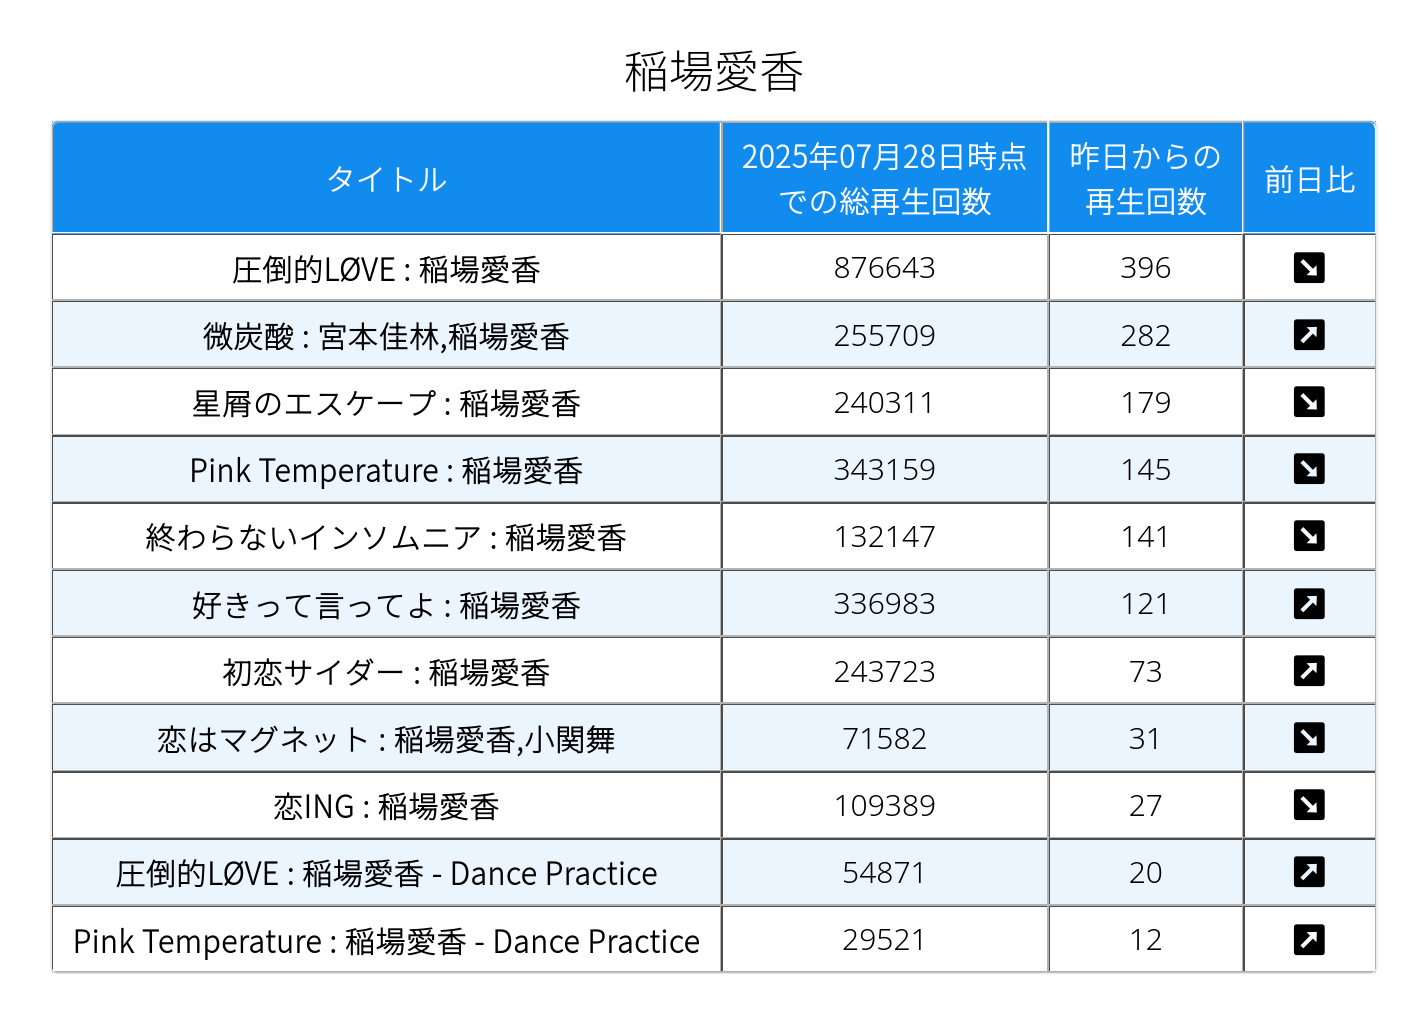 稲場愛香
タイトル
2025年07月28日時点
での総再生回数
昨日からの
再生回数
前日比
圧倒的LØVE : 稲場愛香 876643 396 ↘
微炭酸 : 宮本佳林,稲場愛香 255709 282 ↗
星屑のエスケープ : 稲場愛香 240311 179 ↘
Pink Temperature : 稲場愛香 343159 145 ↘
終わらないインソムニア : 稲場愛香 132147 141 ↘
好きって言ってよ : 稲場愛香 336983 121 ↗
初恋サイダー : 稲場愛香 243723 73 ↗
恋はマグネット : 稲場愛香,小関舞 71582 31 ↘
恋ING : 稲場愛香 109389 27 ↘
圧倒的LØVE : 稲場愛香 - Dance Practice 54871 20 ↗
Pink Temperature : 稲場愛香 - Dance Practice 29521 12 ↗